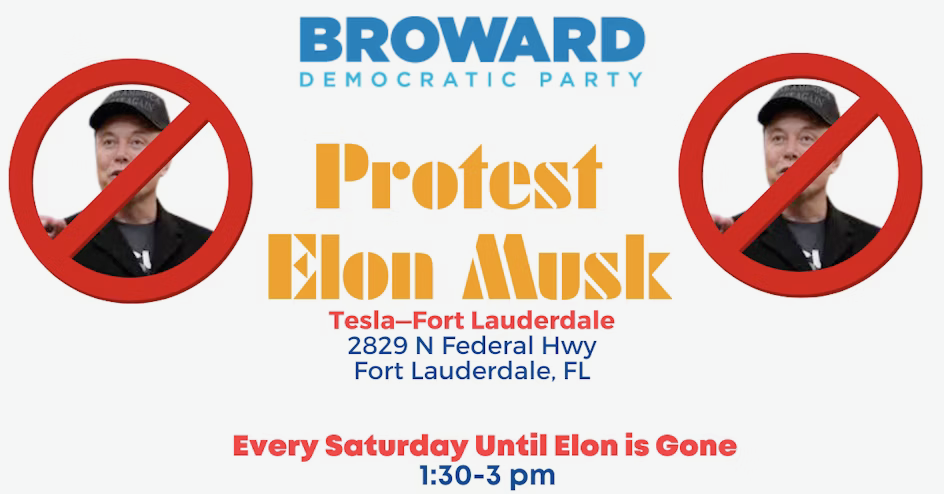 BROWARD
DEMOCRATIC PARTY
Protest
Elon Musk
Tesla—Fort Lauderdale
2829 N Federal Hwy
Fort Lauderdale, FL
Every Saturday Until Elon is Gone
1:30-3 pm